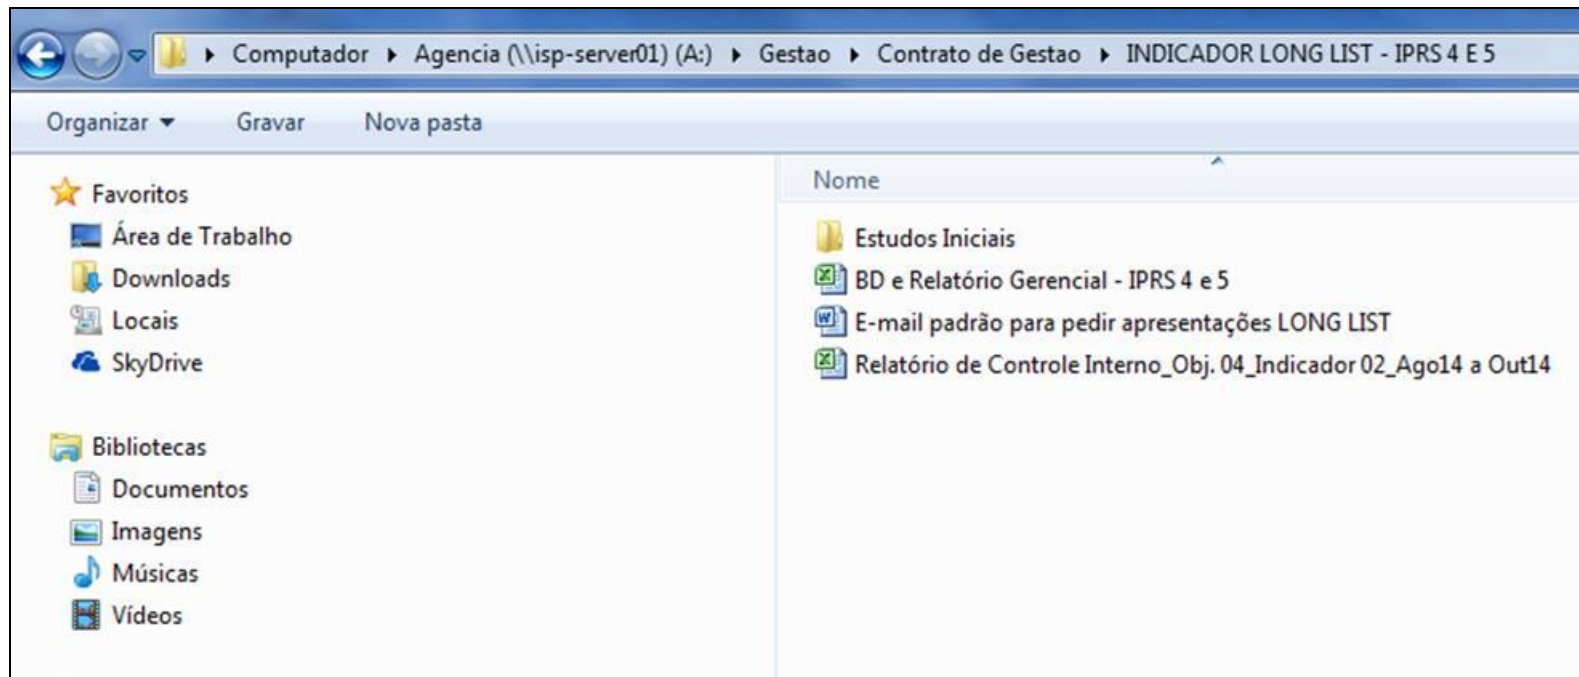 Computador Agencia (\\isp-server01) (A:) Gestao Contrato de Gestao INDICADOR LONG LIST - IPRS 4 E 5
Organizar Gravar Nova pasta
Favoritos
Área de Trabalho
Downloads
Locais
SkyDrive
Bibliotecas
Documentos
Imagens
Músicas
Vídeos
Nome
Estudos Iniciais
BD e Relatório Gerencial - IPRS 4 e 5
E-mail padrão para pedir apresentações LONG LIST
Relatório de Controle Interno_Obj. 04_Indicador 02_Ago14 a Out14